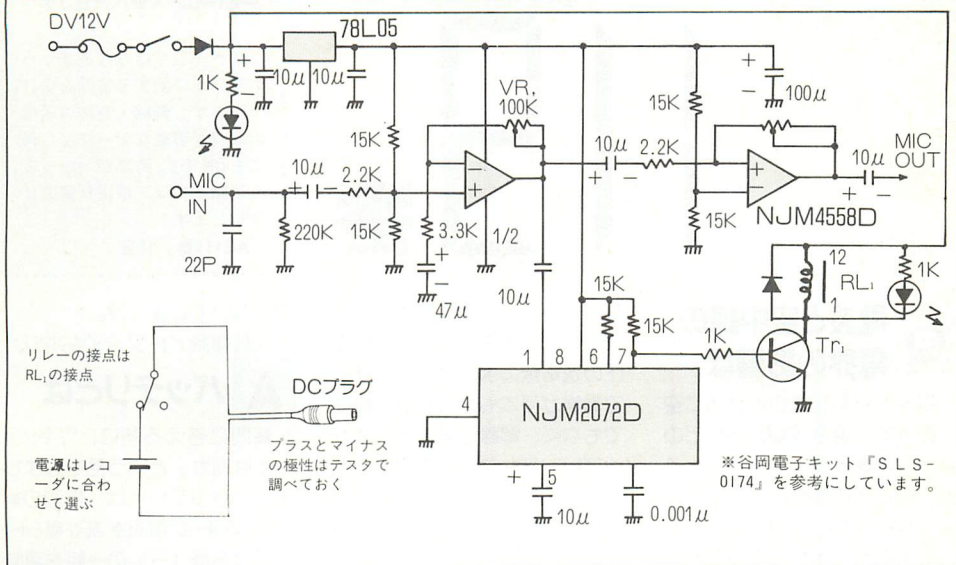 DV12V
78L05
1K
+
−
10μ
10μ
15K
VR₁
100K
15K
+
−
100μ
MIC
IN
10μ
+
−
2.2K
22P
220K
15K
−
+
3.3K
1/2
+
−
47μ
10μ
10μ
+
−
2.2K
−
+
15K
NJM4558D
10μ
+
−
MIC
OUT
15K
15K
1K
12
RL₁
1
1K
Tr₁
1
8
6
7
4
NJM2072D
5
+
10μ
0.001μ
リレーの接点は
RL₁の接点
DCプラグ
プラスとマイナス
の極性はテスタで
調べておく
電源はレコ
ーダに合わ
せて選ぶ
※谷岡電子キット『SLS-
0174』を参考にしています。